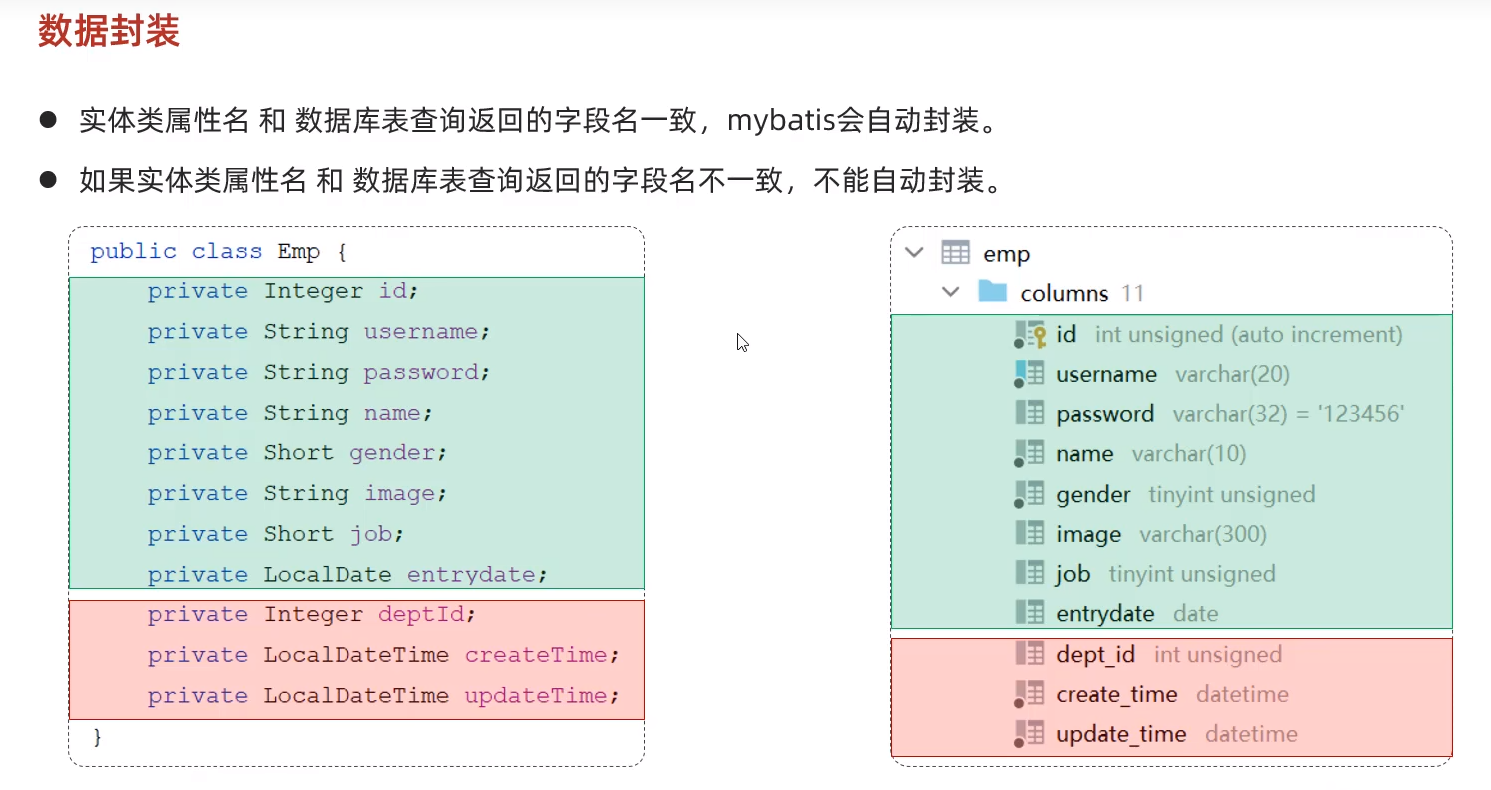 数据封装
● 实体类属性名 和 数据库表查询返回的字段名一致，mybatis会自动封装。
● 如果实体类属性名 和 数据库表查询返回的字段名不一致，不能自动封装。
public class Emp {
private Integer id;
private String username;
private String password;
private String name;
private Short gender;
private String image;
private Short job;
private LocalDate entrydate;
private Integer deptId;
private LocalDateTime createTime;
private LocalDateTime updateTime;
}
emp
columns 11
id int unsigned (auto increment)
username varchar(20)
password varchar(32) = '123456'
name varchar(10)
gender tinyint unsigned
image varchar(300)
job tinyint unsigned
entrydate date
dept_id int unsigned
create_time datetime
update_time datetime